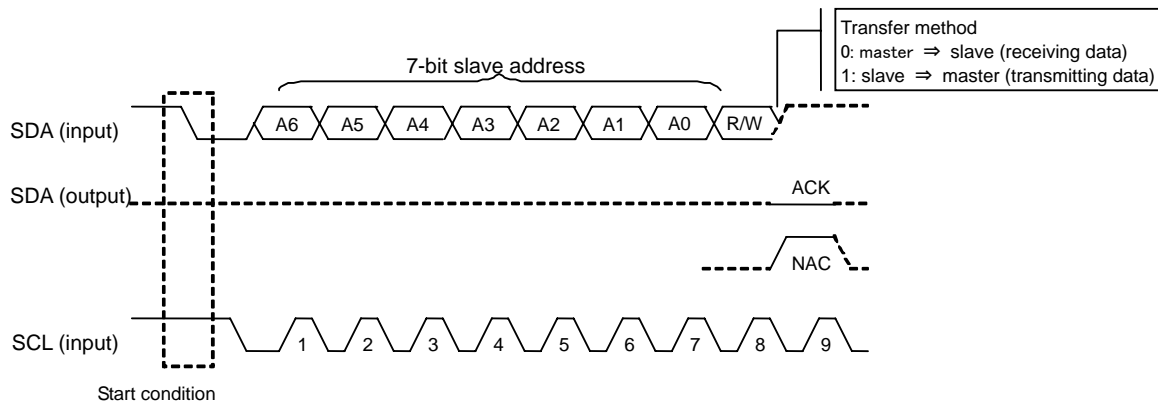 Transfer method
0: master ⇒ slave (receiving data)
1: slave ⇒ master (transmitting data)
7-bit slave address
SDA (input)
A6 A5 A4 A3 A2 A1 A0 R/W
SDA (output)
ACK
NAC
SCL (input)
1 2 3 4 5 6 7 8 9
Start condition